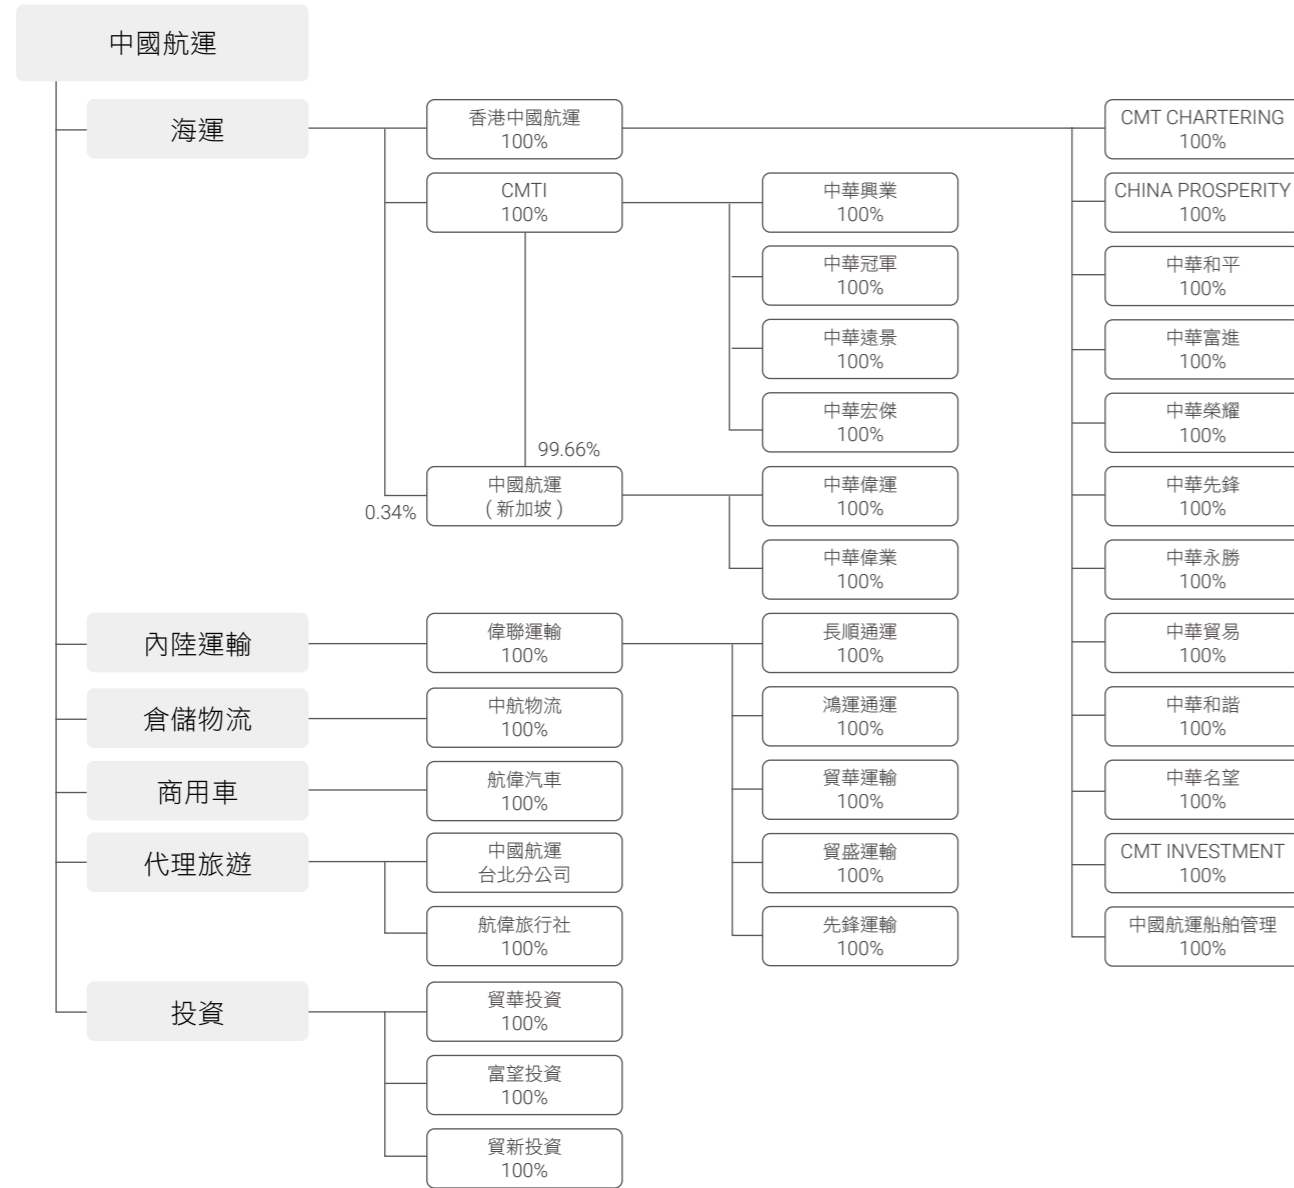 中國航運
海運
香港中國航運
100%
CMT CHARTERING
100%
CMTI
100%
中華興業
100%
CHINA PROSPERITY
100%
中華冠軍
100%
中華和平
100%
中華遠景
100%
中華富進
100%
中華宏傑
100%
中華榮耀
100%
99.66%
0.34%
中國航運
( 新加坡 )
中華偉運
100%
中華先鋒
100%
中華偉業
100%
中華永勝
100%
內陸運輸
偉聯運輸
100%
長順通運
100%
中華貿易
100%
倉儲物流
中航物流
100%
鴻運通運
100%
中華和諧
100%
商用車
航偉汽車
100%
貿華運輸
100%
中華名望
100%
代理旅遊
中國航運
台北分公司
貿盛運輸
100%
CMT INVESTMENT
100%
航偉旅行社
100%
先鋒運輸
100%
中國航運船舶管理
100%
投資
貿華投資
100%
富望投資
100%
貿新投資
100%